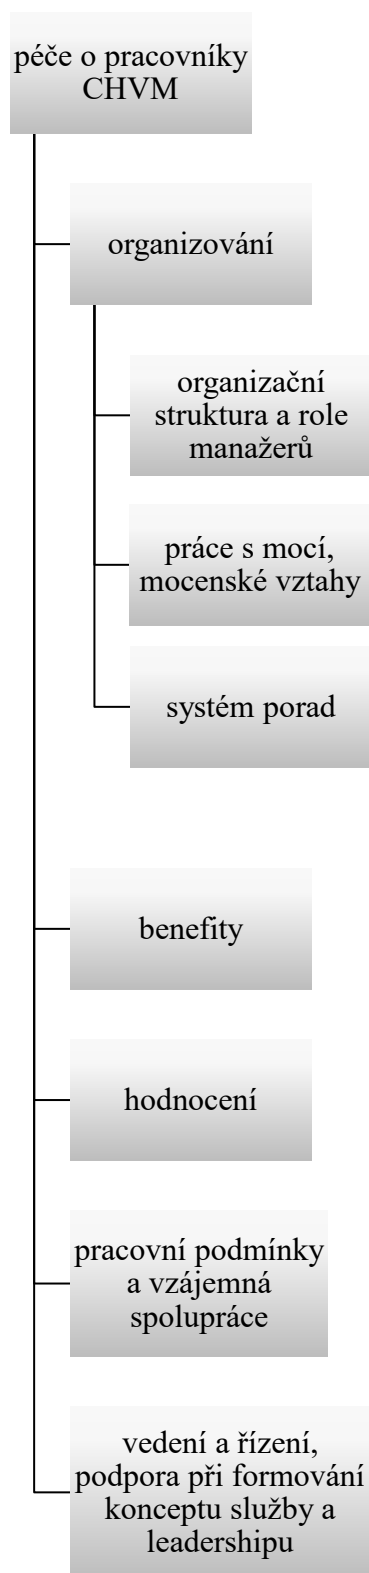 péče o pracovníky
CHVM
organizování
organizační
struktura a role
manažerů
práce s mocí,
mocenské vztahy
systém porad
benefity
hodnocení
pracovní podmínky
a vzájemná
spolupráce
vedení a řízení,
podpora při formování
konceptu služby a
leadershipu